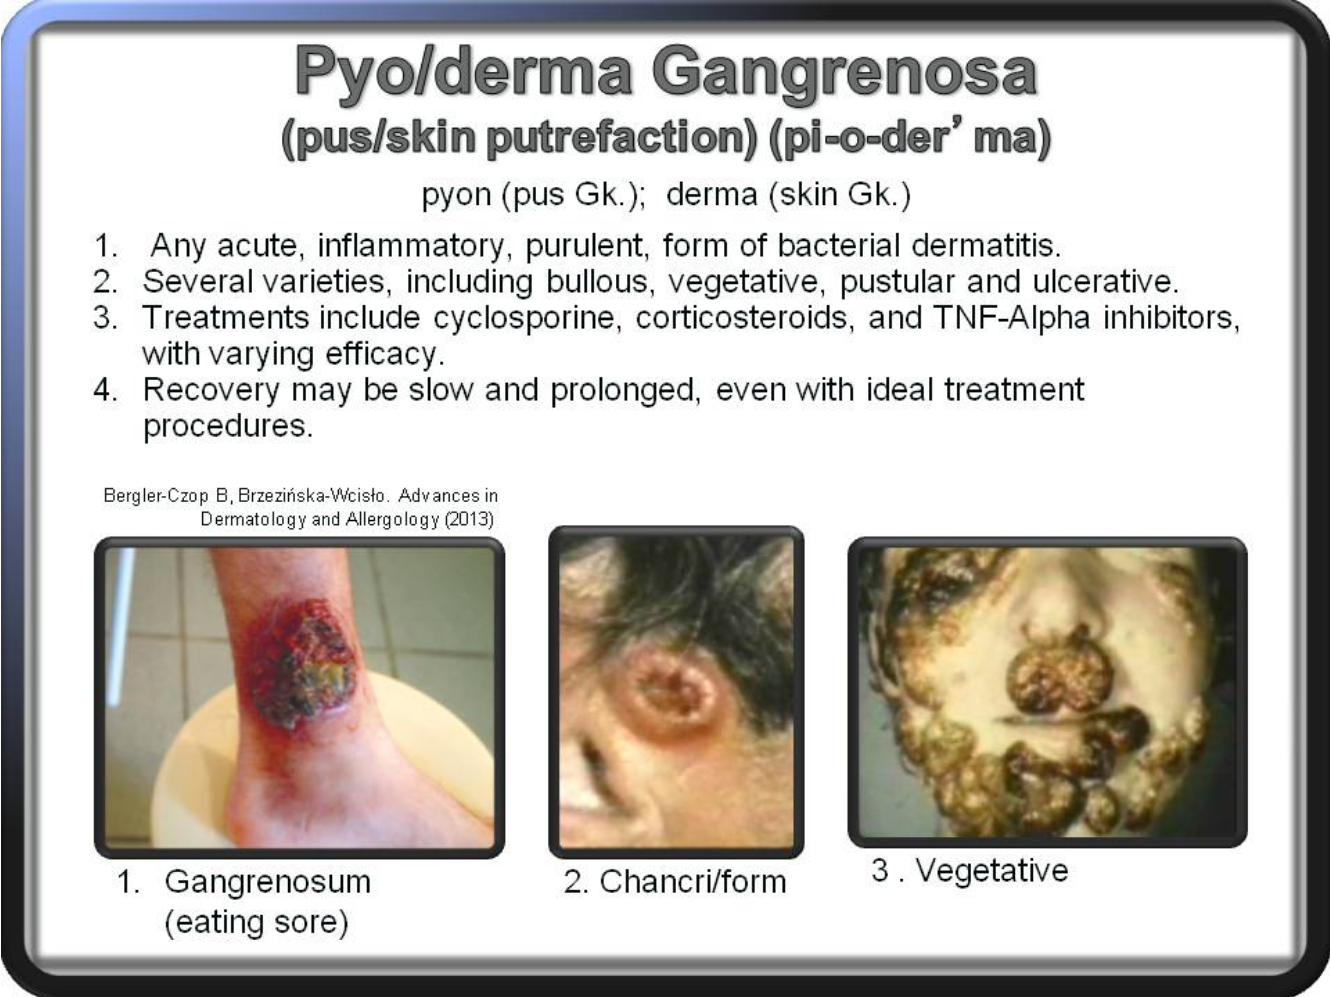 Pyo/derma Gangrenosa
(pus/skin putrefaction) (pi-o-der’ ma)
pyon (pus Gk.); derma (skin Gk.)
1. Any acute, inflammatory, purulent, form of bacterial dermatitis.
2. Several varieties, including bullous, vegetative, pustular and ulcerative.
3. Treatments include cyclosporine, corticosteroids, and TNF-Alpha inhibitors,
with varying efficacy.
4. Recovery may be slow and prolonged, even with ideal treatment
procedures.
Bergler-Czop B, Brzezińska-Wcisło. Advances in
Dermatology and Allergology (2013)
1. Gangrenosum
(eating sore)
2. Chancri/form
3 . Vegetative